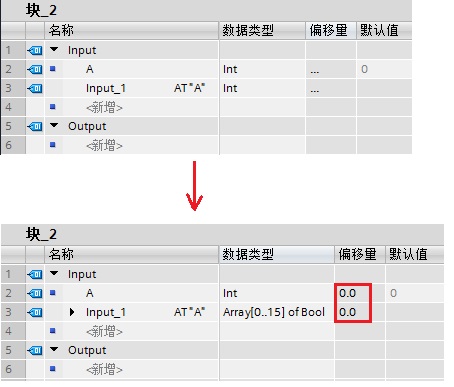 块_2
名称 数据类型 偏移量 默认值
1 Input
2 A Int ... 0
3 Input_1 AT"A" Int ...
4 <新增>
5 Output
<新增>
块_2
名称 数据类型 偏移量 默认值
1 Input
2 A Int 0.0 0
3 Input_1 AT"A" Array[0..15] of Bool 0.0
4 <新增>
5 Output
6 <新增>